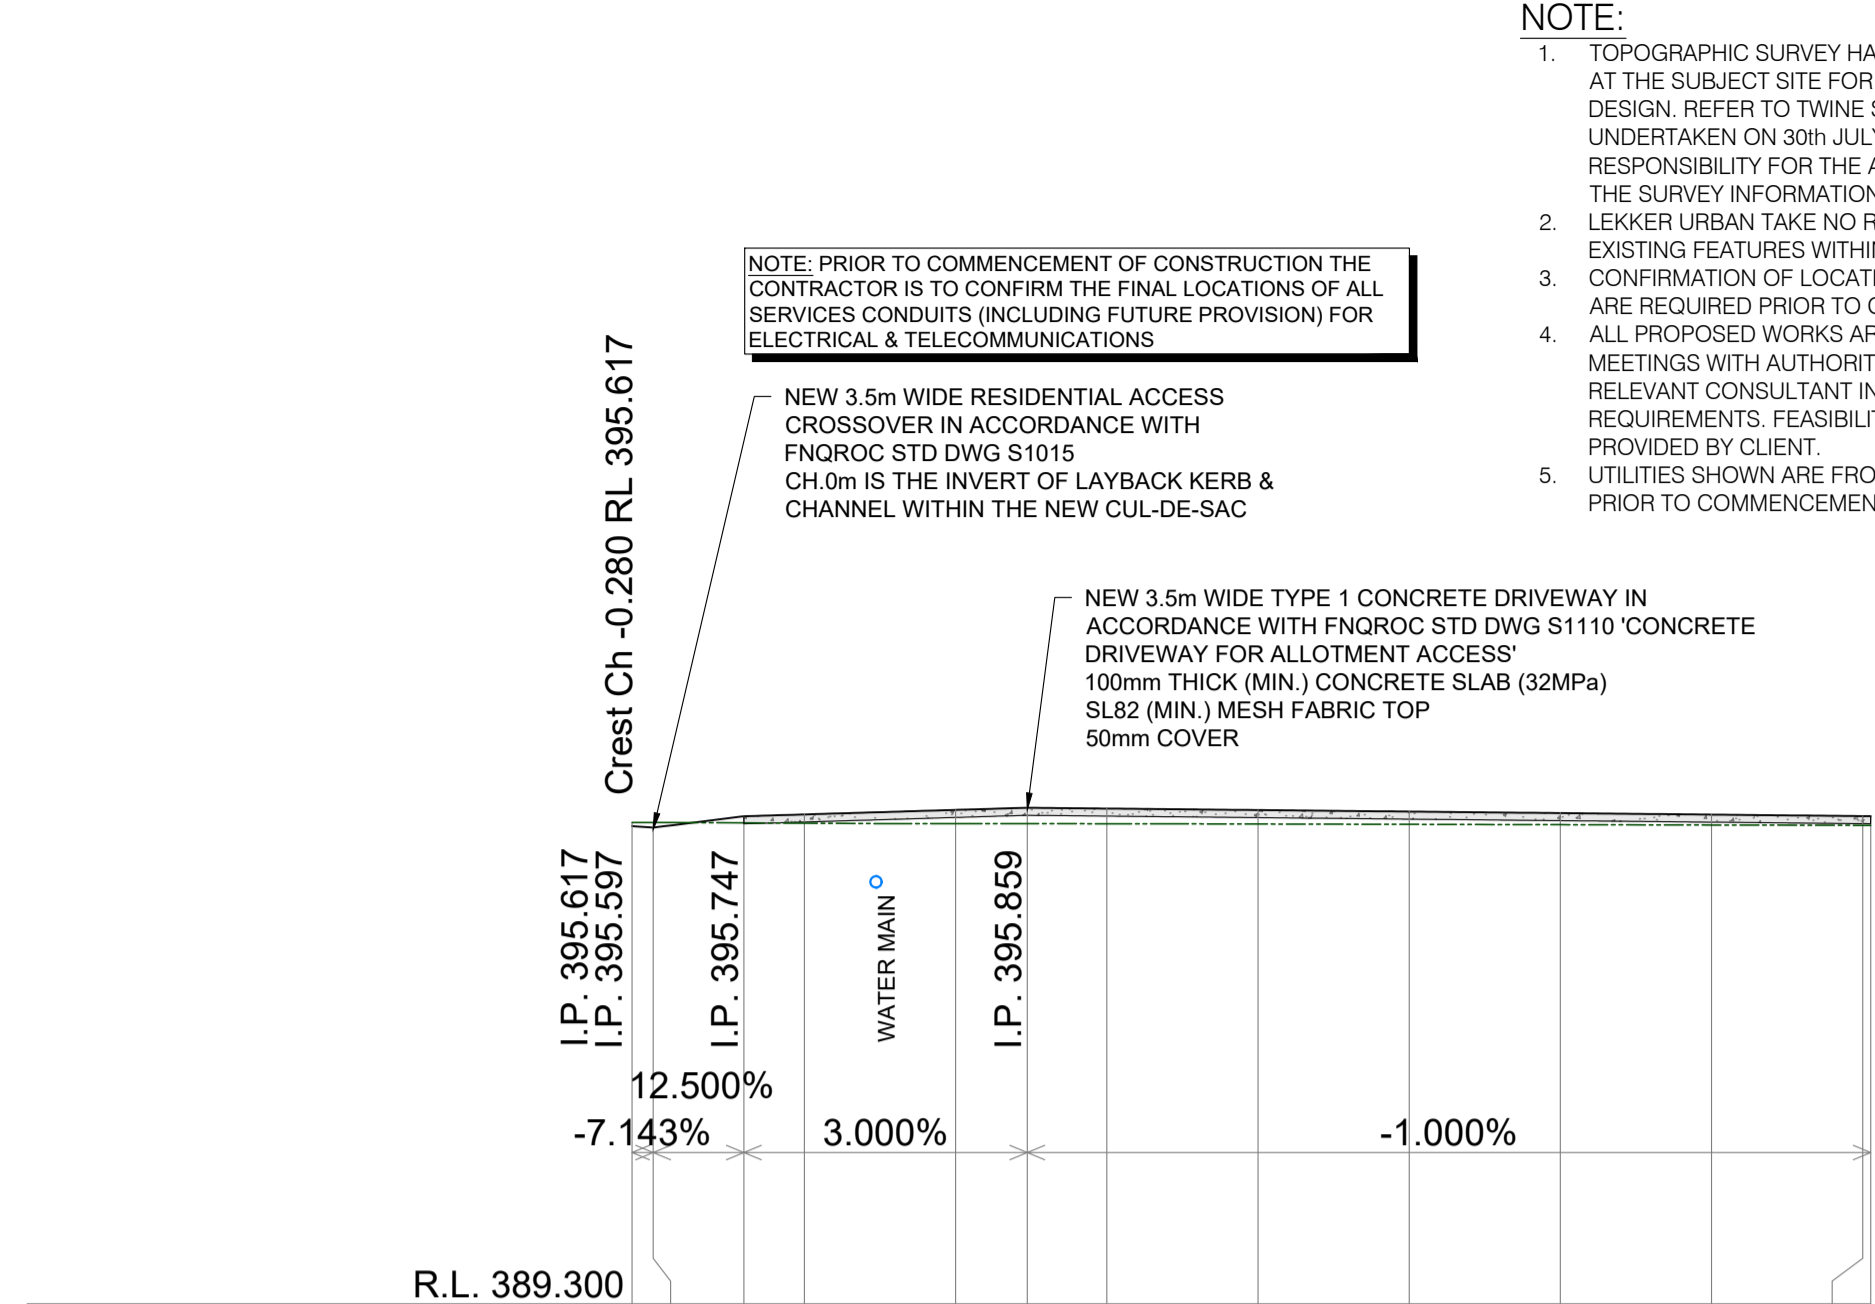 NOTE:
1. TOPOGRAPHIC SURVEY HA
AT THE SUBJECT SITE FOR
DESIGN. REFER TO TWINE
UNDERTAKEN ON 30th JULY
RESPONSIBILITY FOR THE
THE SURVEY INFORMATION
2. LEKKER URBAN TAKE NO R
EXISTING FEATURES WITHIN
3. CONFIRMATION OF LOCATI
ARE REQUIRED PRIOR TO C
4. ALL PROPOSED WORKS AR
MEETINGS WITH AUTHORIT
RELEVANT CONSULTANT IN
REQUIREMENTS. FEASIBILIT
PROVIDED BY CLIENT.
5. UTILITIES SHOWN ARE FRO
PRIOR TO COMMENCEMEN
NOTE: PRIOR TO COMMENCEMENT OF CONSTRUCTION THE
CONTRACTOR IS TO CONFIRM THE FINAL LOCATIONS OF ALL
SERVICES CONDUITS (INCLUDING FUTURE PROVISION) FOR
ELECTRICAL & TELECOMMUNICATIONS
NEW 3.5m WIDE RESIDENTIAL ACCESS
CROSSOVER IN ACCORDANCE WITH
FNQROC STD DWG S1015
CH.0m IS THE INVERT OF LAYBACK KERB &
CHANNEL WITHIN THE NEW CUL-DE-SAC
NEW 3.5m WIDE TYPE 1 CONCRETE DRIVEWAY IN
ACCORDANCE WITH FNQROC STD DWG S1110 'CONCRETE
DRIVEWAY FOR ALLOTMENT ACCESS'
100mm THICK (MIN.) CONCRETE SLAB (32MPa)
SL82 (MIN.) MESH FABRIC TOP
50mm COVER
Crest Ch -0.280 RL 395.617
I.P. 395.617
I.P. 395.597
I.P. 395.747
WATER MAIN
I.P. 395.859
12.500%
-7.143%
3.000%
-1.000%
R.L. 389.300